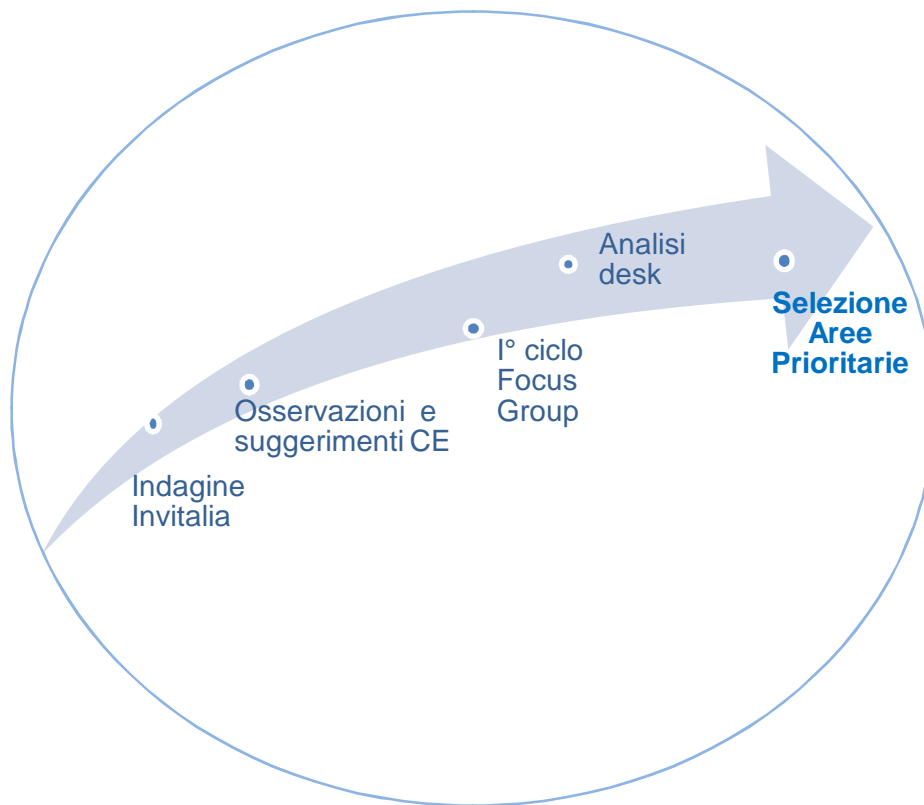 Indagine
Invitalia
Osservazioni e
suggerimenti CE
I° ciclo
Focus
Group
Analisi
desk
Selezione
Aree
Prioritarie